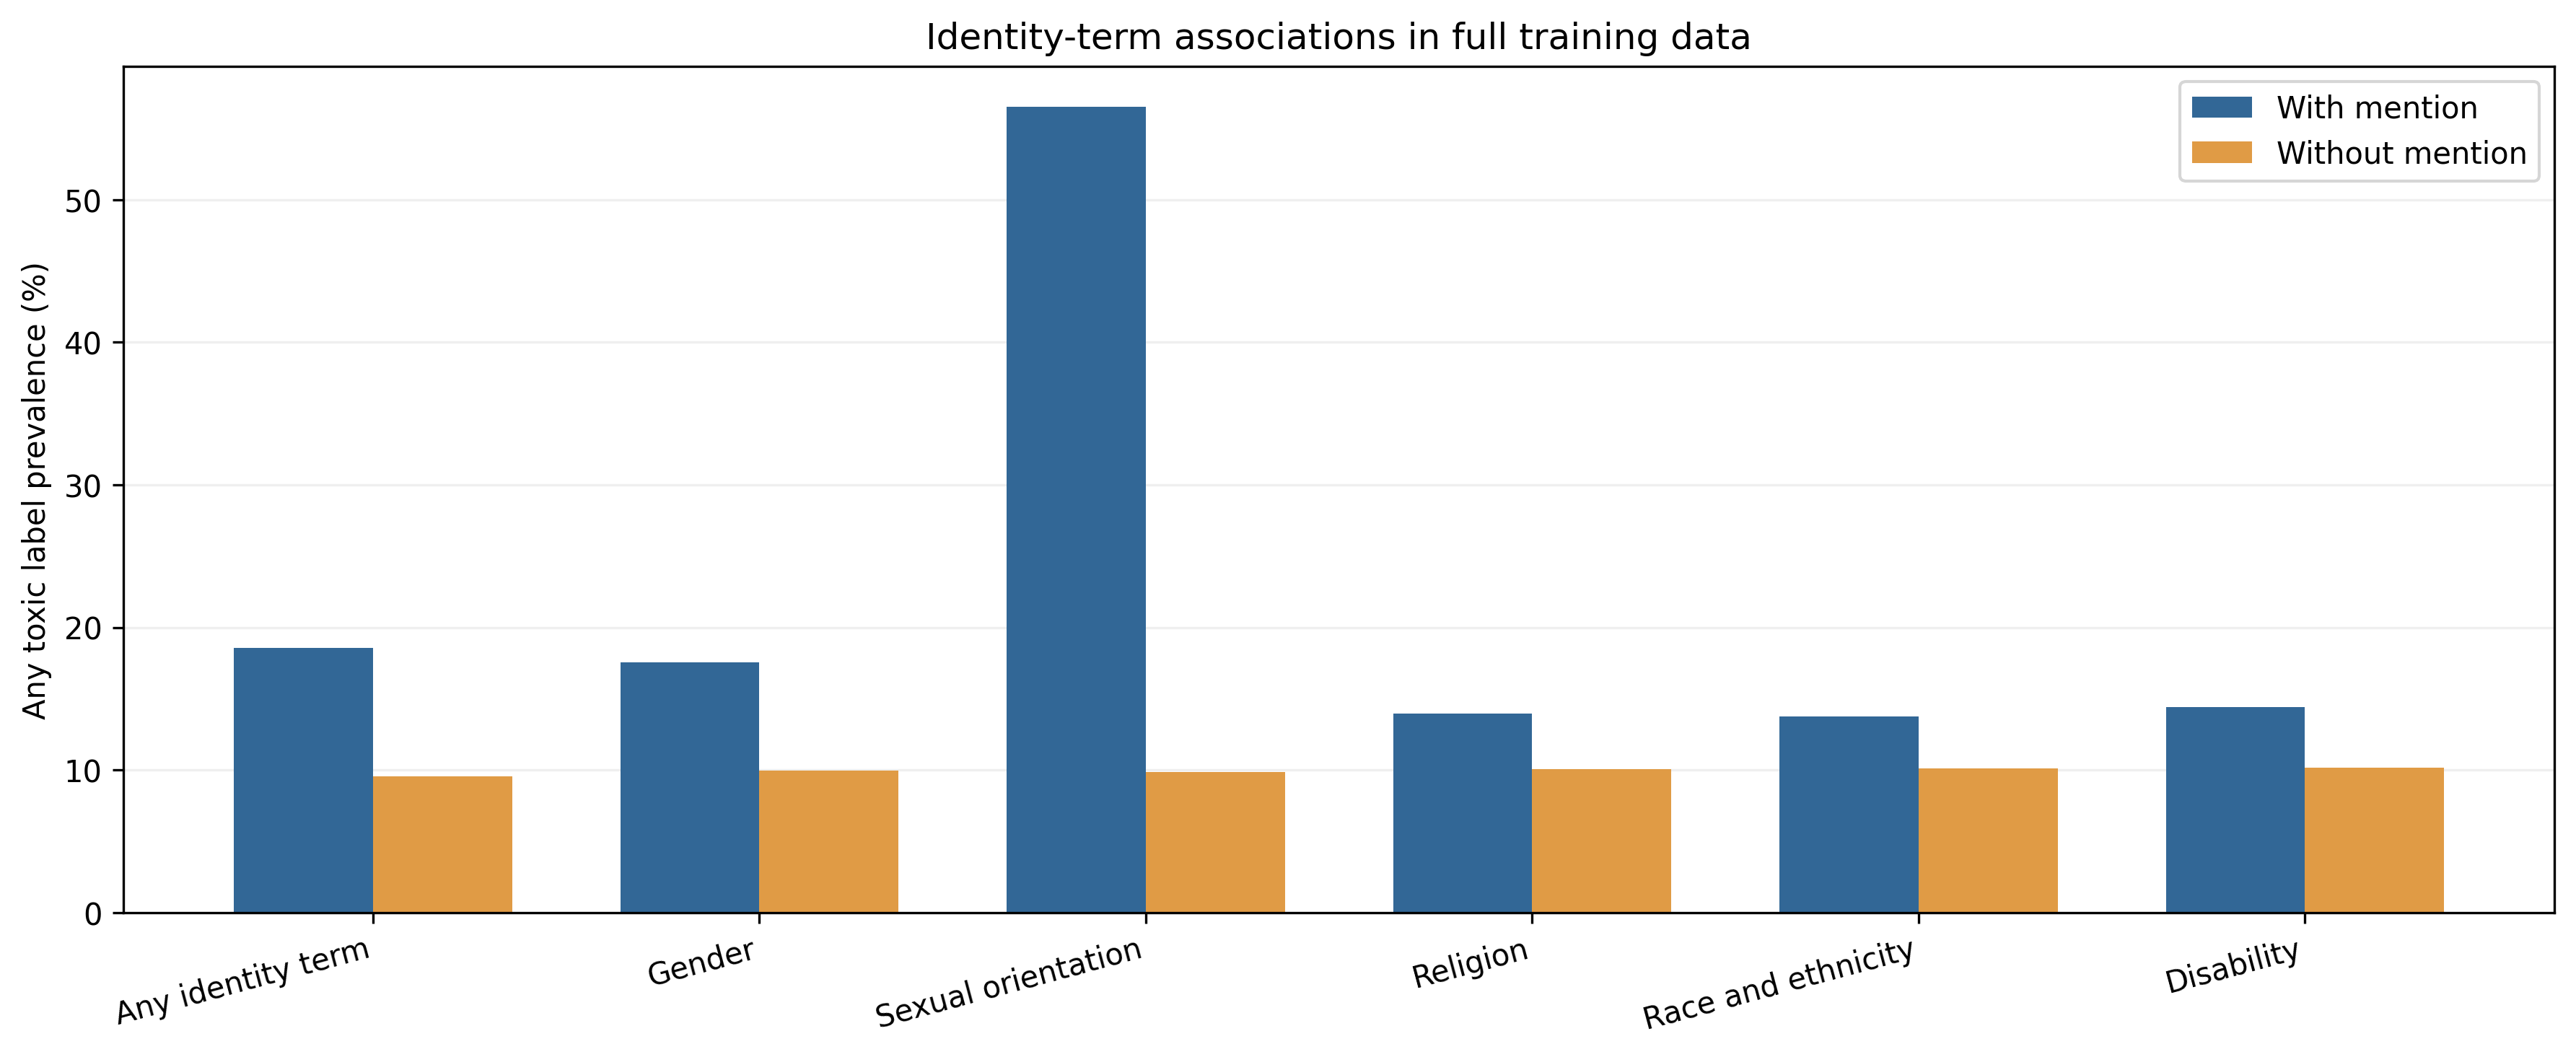 Identity-term associations in full training data
With mention
Without mention
Any toxic label prevalence (%)
50
40
30
20
10
0
Any identity term
Gender
Sexual orientation
Religion
Race and ethnicity
Disability